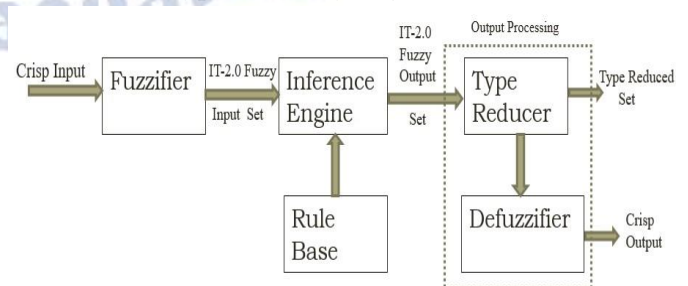 Crisp Input
Fuzzifier
IT-2.0 Fuzzy
Input Set
Inference
Engine
IT-2.0
Fuzzy
Output
Set
Output Processing
Type
Reducer
Type Reduced
Set
Rule
Base
Defuzzifier
Crisp
Output